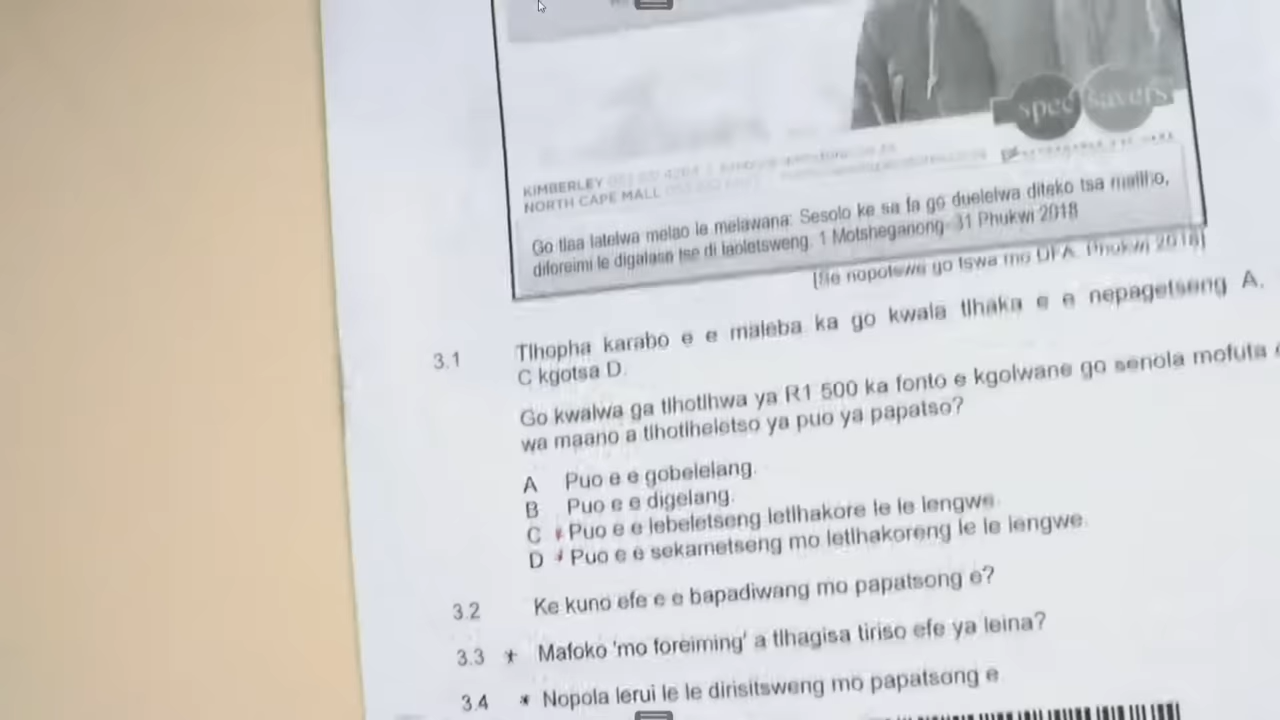 spec savers
KIMBERLEY
NORTH CAPE MALL
Go tlaa latelwa melao le melawana: Sesolo ke sa fa go duelelwa diteko tsa matlho,
diforeimi le digalase tse di laoletsweng. 1 Motsheganong- 31 Phukwi 2018
[Se nopotswe go tswa mo DFA. Phukwi 2018]
3.1 Tlhopha karabo e e maleba ka go kwala tlhaka e e nepagetseng A,
C kgotsa D.
Go kwalwa ga tlhotlhwa ya R1 500 ka fonto e kgolwane go senola mofuta
wa maano a tlhotlheletso ya puo ya papatso?
A Puo e e gobelelang.
B Puo e e digelang.
C Puo e e lebeletseng letlhakore le le lengwe.
D Puo e e sekametseng mo letlhakoreng le le lengwe.
3.2 Ke kuno efe e e bapadiwang mo papatsong e?
3.3 * Mafoko 'mo foreiming' a tlhagisa tiriso efe ya leina?
3.4 * Nopola lerui le le dirisitsweng mo papatsong e